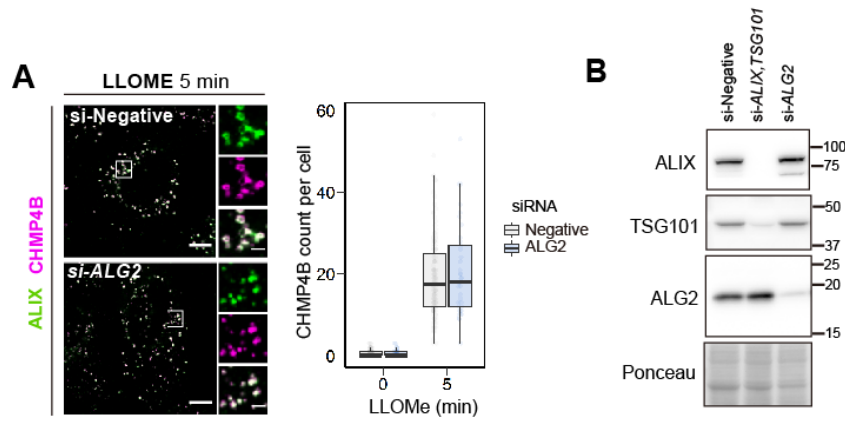 A
LLOME 5 min
si-Negative
si-ALG2
ALIX CHMP4B
CHMP4B count per cell
60
40
20
0
0
5
LLOMe (min)
siRNA
Negative
ALG2
B
si-Negative
si-ALIX,TSG101
si-ALG2
ALIX
100
75
TSG101
50
37
ALG2
25
20
15
Ponceau